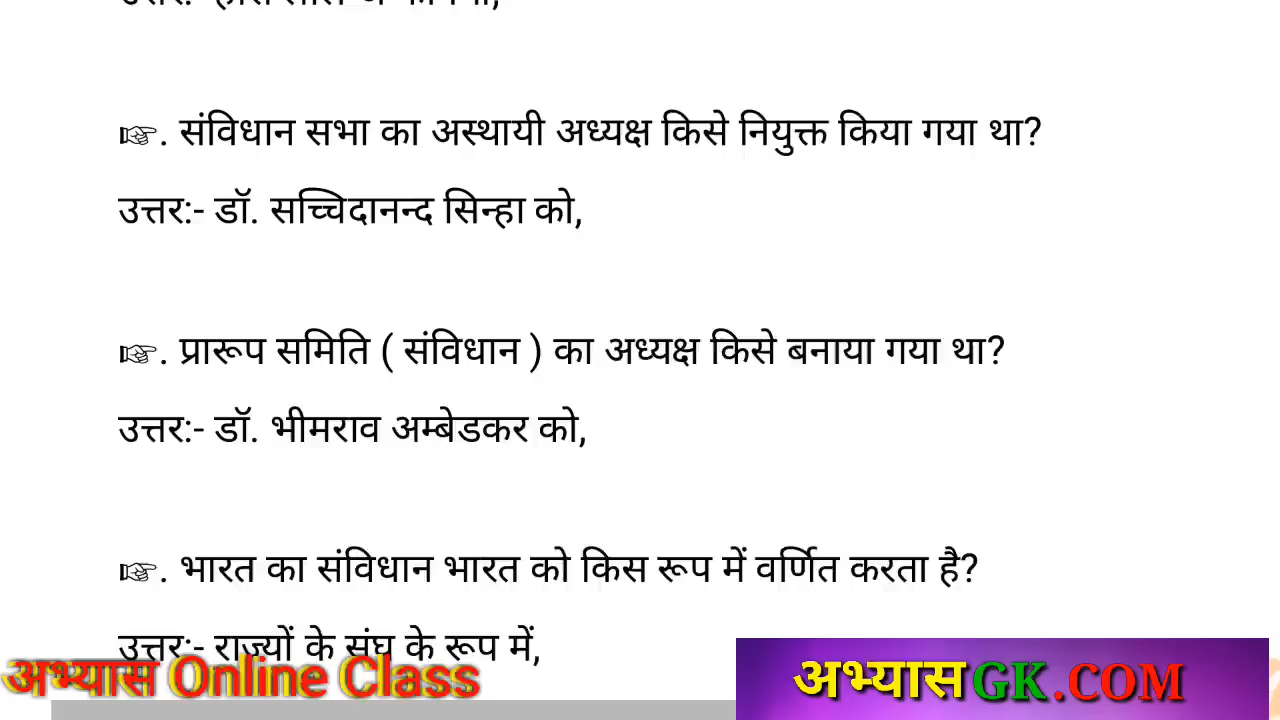 ☞. संविधान सभा का अस्थायी अध्यक्ष किसे नियुक्त किया गया था?
उत्तर:- डॉ. सच्चिदानन्द सिन्हा को,
☞. प्रारूप समिति ( संविधान ) का अध्यक्ष किसे बनाया गया था?
उत्तर:- डॉ. भीमराव अम्बेडकर को,
☞. भारत का संविधान भारत को किस रूप में वर्णित करता है?
उत्तर:- राज्यों के संघ के रूप में,
अभ्यास Online Class
अभ्यासGK.COM